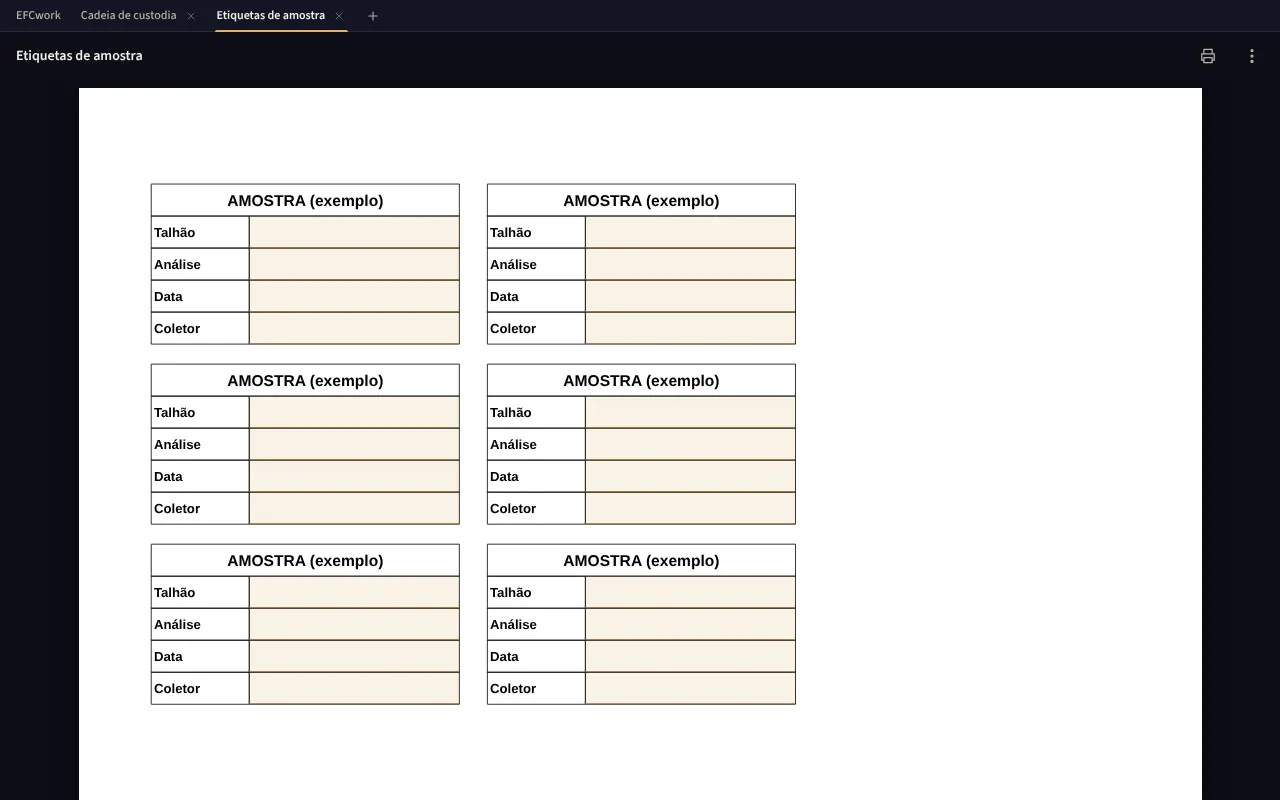 EFCwork Cadeia de custodia Etiquetas de amostra
Etiquetas de amostra
AMOSTRA (exemplo)
Talhão
Análise
Data
Coletor
AMOSTRA (exemplo)
Talhão
Análise
Data
Coletor
AMOSTRA (exemplo)
Talhão
Análise
Data
Coletor
AMOSTRA (exemplo)
Talhão
Análise
Data
Coletor
AMOSTRA (exemplo)
Talhão
Análise
Data
Coletor
AMOSTRA (exemplo)
Talhão
Análise
Data
Coletor